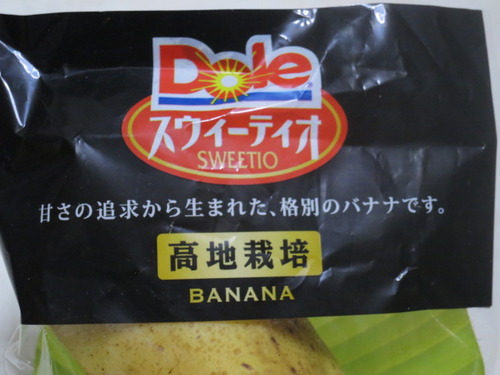 Dole
スウィーティオ
SWEETIO
甘さの追求から生まれた、格別のバナナです。
高地栽培
BANANA